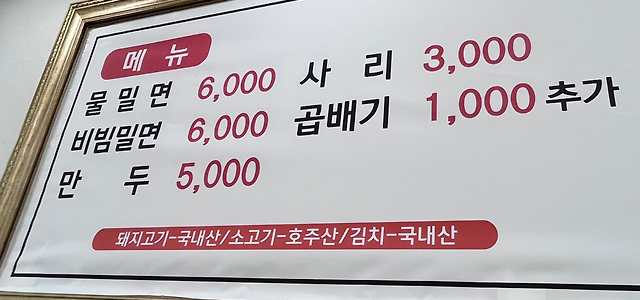 메 뉴
물밀면 6,000 사 리 3,000
비빔밀면 6,000 곱배기 1,000 추가
만 두 5,000
돼지고기-국내산/소고기-호주산/김치-국내산